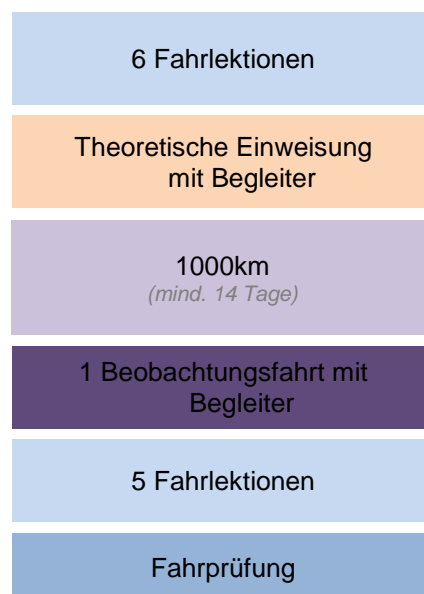 6 Fahrlektionen
Theoretische Einweisung
mit Begleiter
1000km
(mind. 14 Tage)
1 Beobachtungsfahrt mit
Begleiter
5 Fahrlektionen
Fahrprüfung